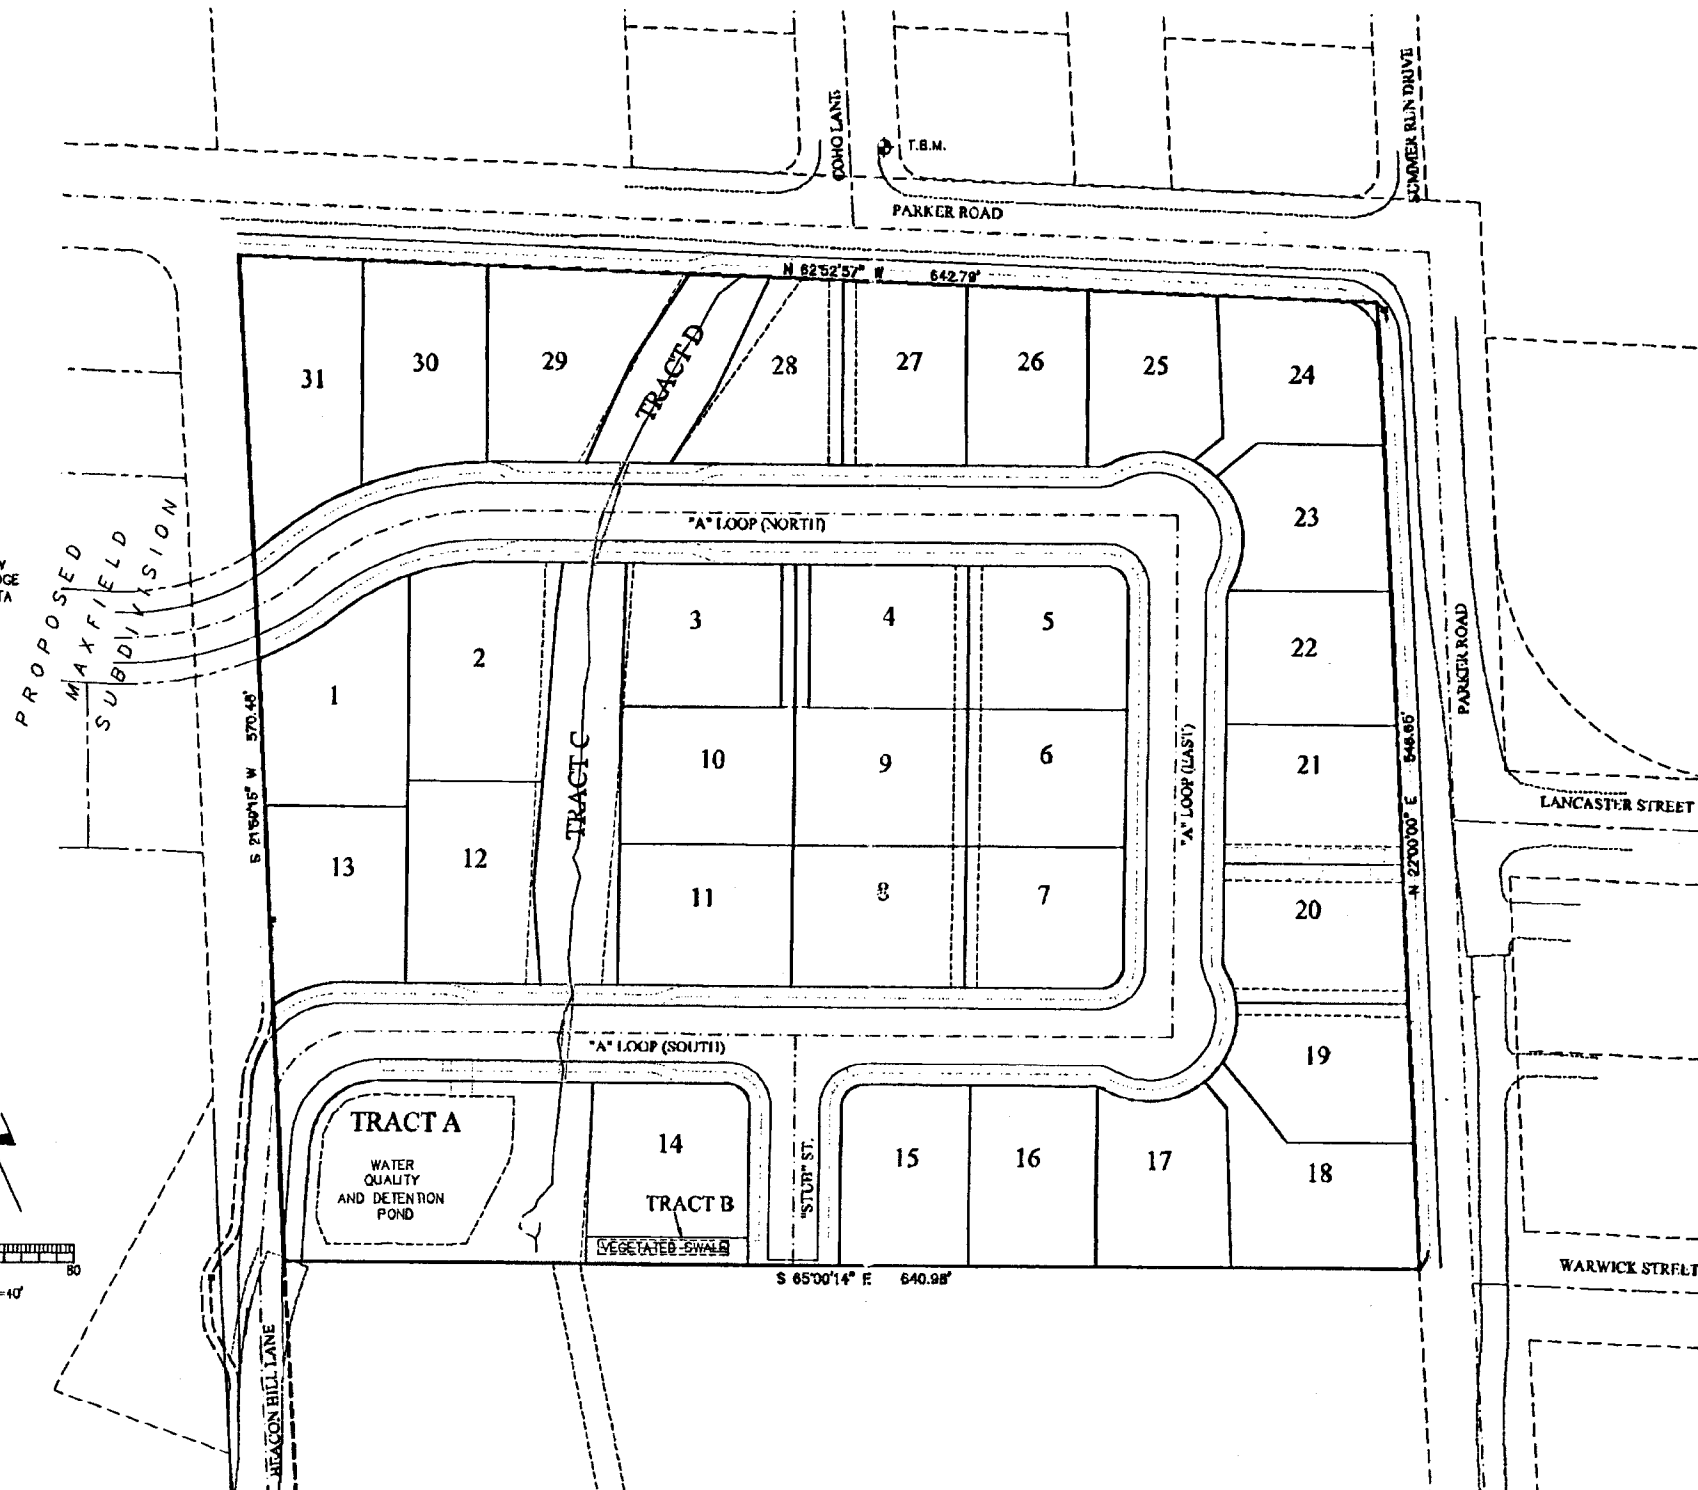 COHO LANE
SUMMER RUN DRIVE
T.B.M.
PARKER ROAD
N 62°52'57" W 642.79'
31
30
29
TRACT D
28
27
26
25
24
23
"A" LOOP (NORTH)
PROPOSED
MAXFIELD
SUBDIVISION
1
2
3
4
5
22
PARKER ROAD
S 21°50'15" W 570.48'
TRACT C
10
9
6
"A" LOOP (EAST)
21
N 22°00'00" E 546.65'
LANCASTER STREET
13
12
11
8
7
20
"A" LOOP (SOUTH)
19
TRACT A
WATER
QUALITY
AND DETENTION
POND
14
TRACT B
VEGETATED SWALE
"STUB" ST.
15
16
17
18
80
=40'
S 65°00'14" E 640.98'
WARWICK STREET
BEACON HILL LANE